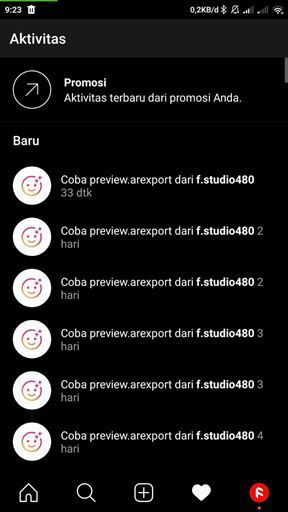 9:23 0,2KB/d
Aktivitas
Promosi
Aktivitas terbaru dari promosi Anda.
Baru
Coba preview.arexport dari f.studio480
33 dtk
Coba preview.arexport dari f.studio480 2
hari
Coba preview.arexport dari f.studio480 2
hari
Coba preview.arexport dari f.studio480 3
hari
Coba preview.arexport dari f.studio480 3
hari
Coba preview.arexport dari f.studio480 4
hari